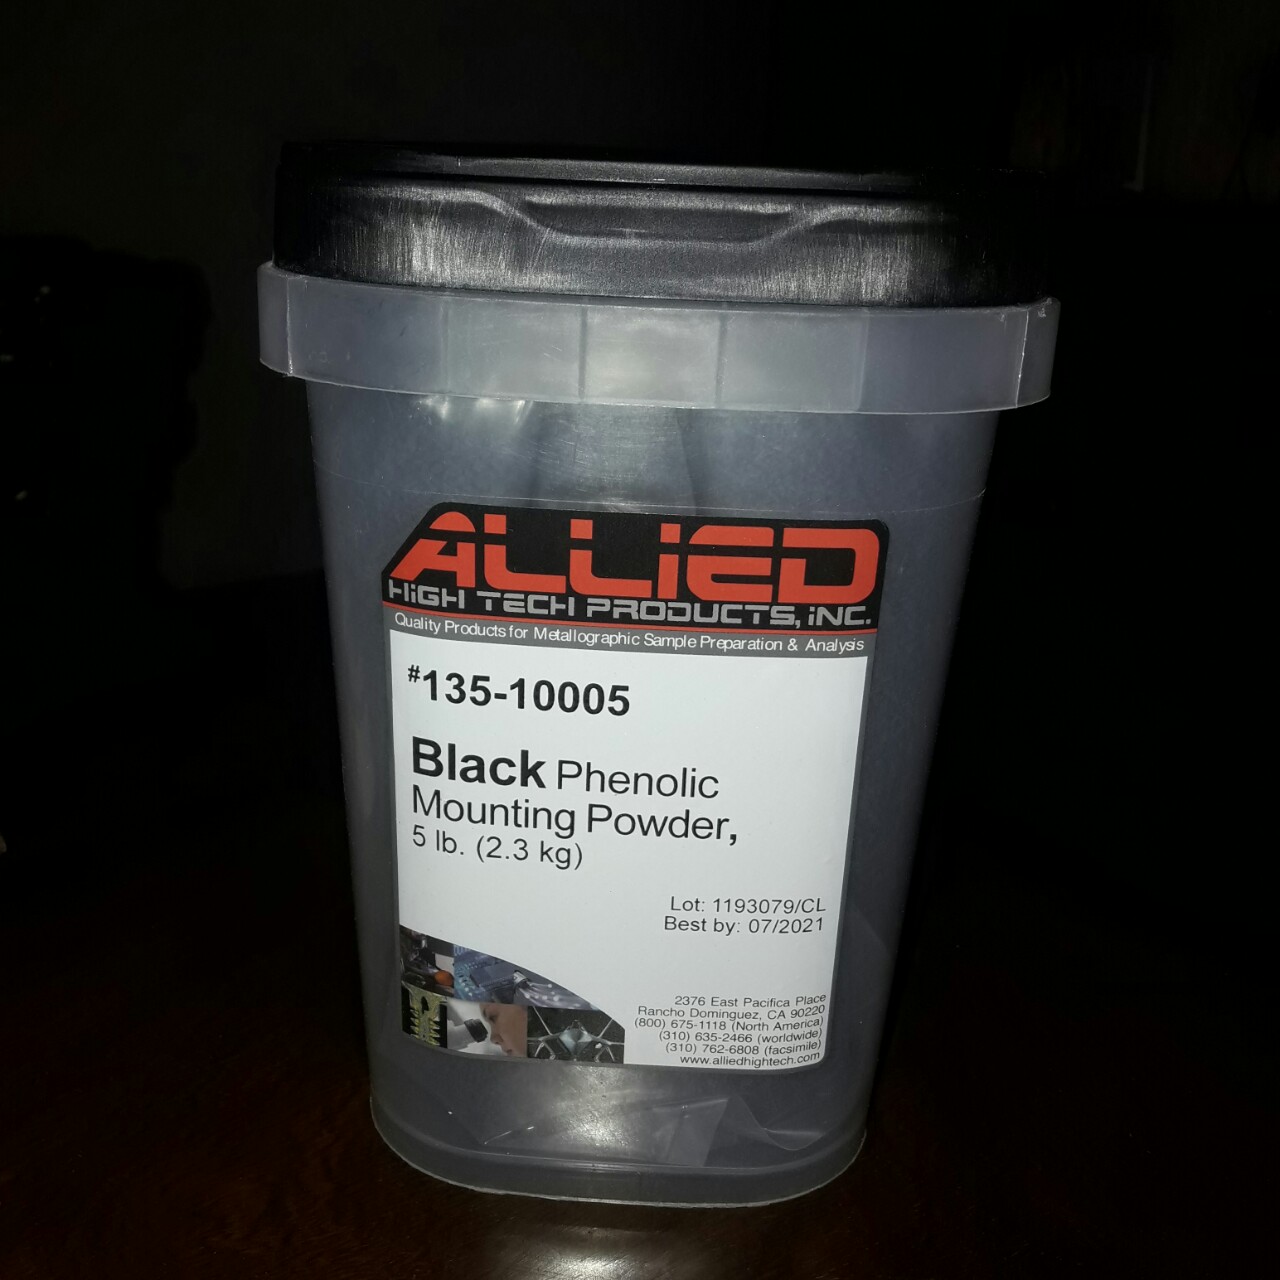 ALLiED
HiGH TECH PRODUCTS, iNC.
Quality Products for Metallographic Sample Preparation & Analysis
#135-10005
Black Phenolic
Mounting Powder,
5 lb. (2.3 kg)
Lot: 1193079/CL
Best by: 07/2021
2376 East Pacifica Place
Rancho Dominguez, CA 90220
(800) 675-1118 (North America)
(310) 635-2466 (worldwide)
(310) 762-6808 (facsimile)
www.alliedhightech.com